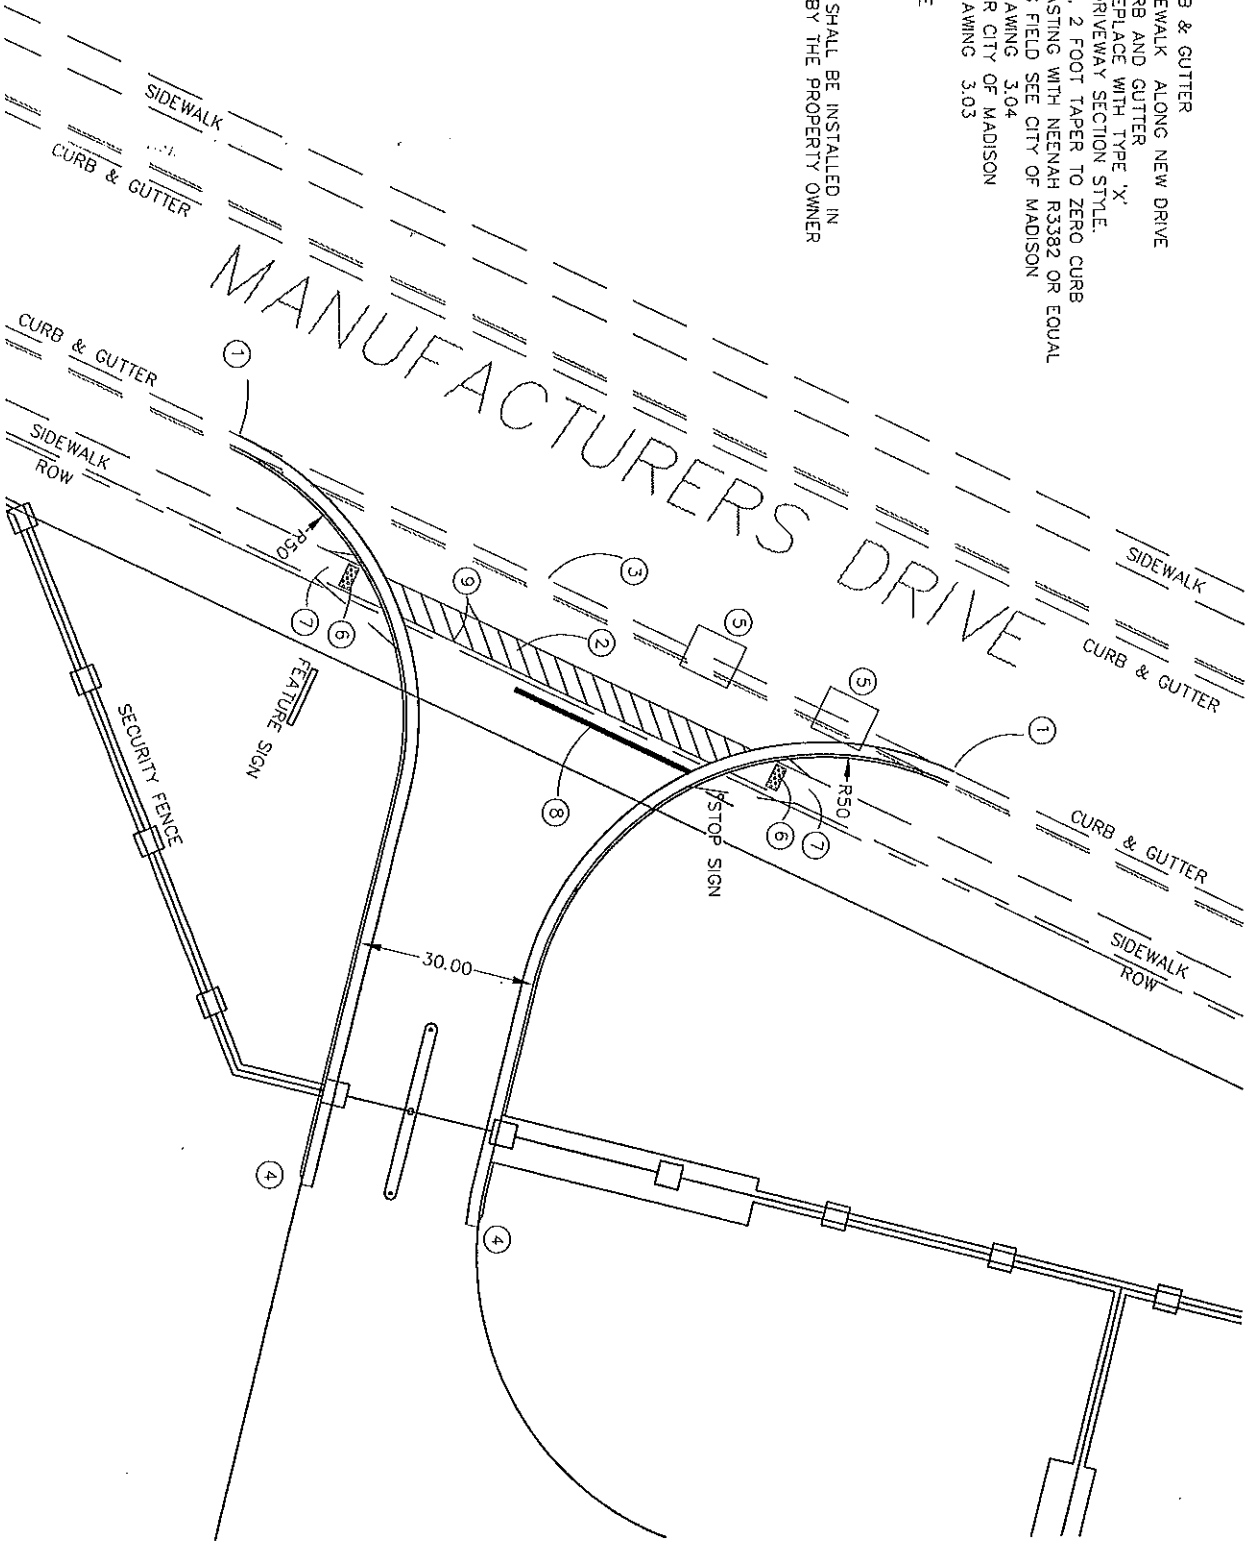 B & GUTTER
EWALK ALONG NEW DRIVE
RB AND GUTTER
EPLACE WITH TYPE 'X'
DRIVEWAY SECTION STYLE.
, 2 FOOT TAPER TO ZERO CURB
ASTING WITH NEENAH R3382 OR EQUAL
FIELD SEE CITY OF MADISON
AWING 3.04
R CITY OF MADISON
AWING 3.03
E
SHALL BE INSTALLED IN
BY THE PROPERTY OWNER
SIDEWALK
CURB & GUTTER
MANUFACTURERS DRIVE
SIDEWALK
CURB & GUTTER
CURB & GUTTER
SIDEWALK
ROW
1
R50
7
6
9
2
3
5
5
1
8
6
7
R50
STOP SIGN
CURB & GUTTER
SIDEWALK
ROW
FEATURE SIGN
SECURITY FENCE
30.00
4
4